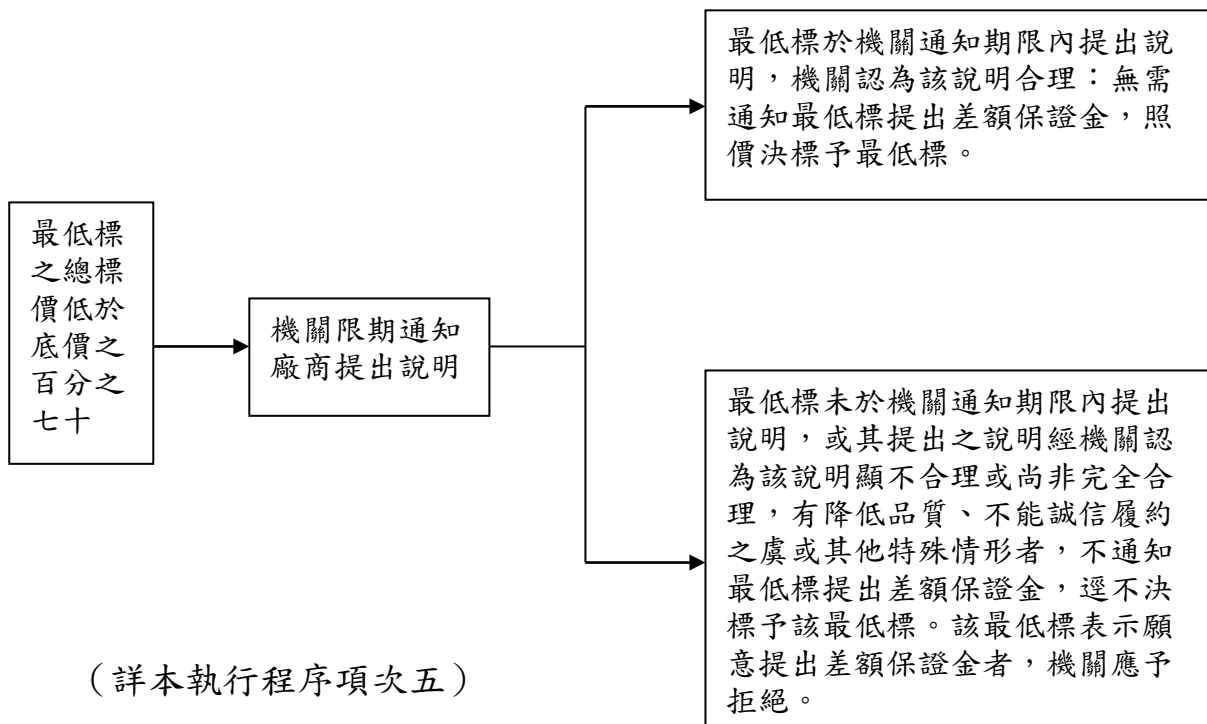 最低標
之總標
價低於
底價之
百分之
七十
機關限期通知
廠商提出說明
最低標於機關通知期限內提出說
明，機關認為該說明合理：無需
通知最低標提出差額保證金，照
價決標予最低標。
最低標未於機關通知期限內提出
說明，或其提出之說明經機關認
為該說明顯不合理或尚非完全合
理，有降低品質、不能誠信履約
之虞或其他特殊情形者，不通知
最低標提出差額保證金，逕不決
標予該最低標。該最低標表示願
意提出差額保證金者，機關應予
拒絕。
（詳本執行程序項次五）